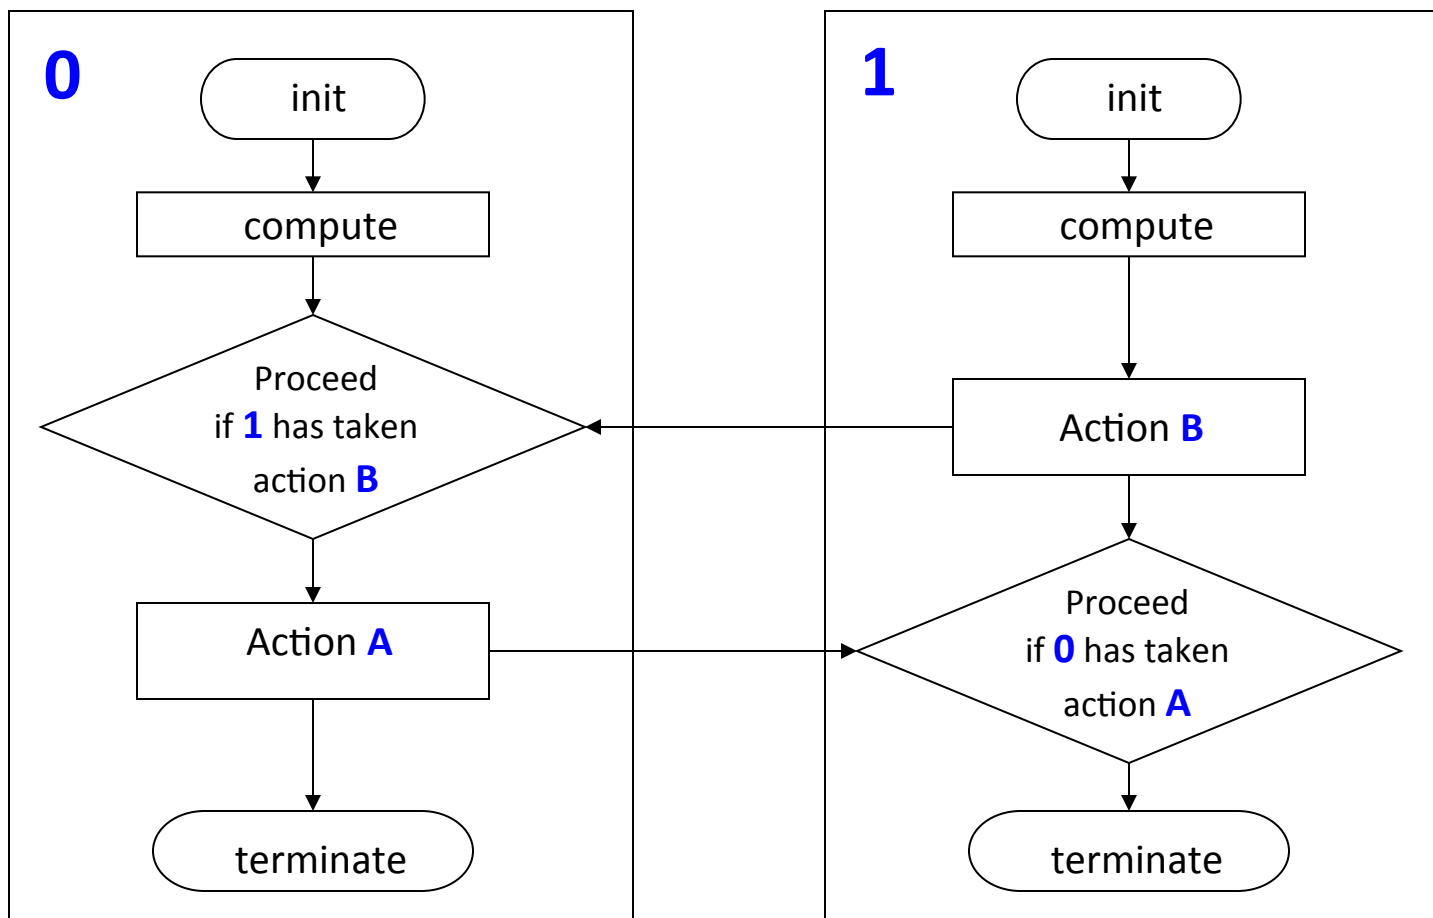 0
init
compute
Proceed
if 1 has taken
action B
Action A
terminate
1
init
compute
Action B
Proceed
if 0 has taken
action A
terminate